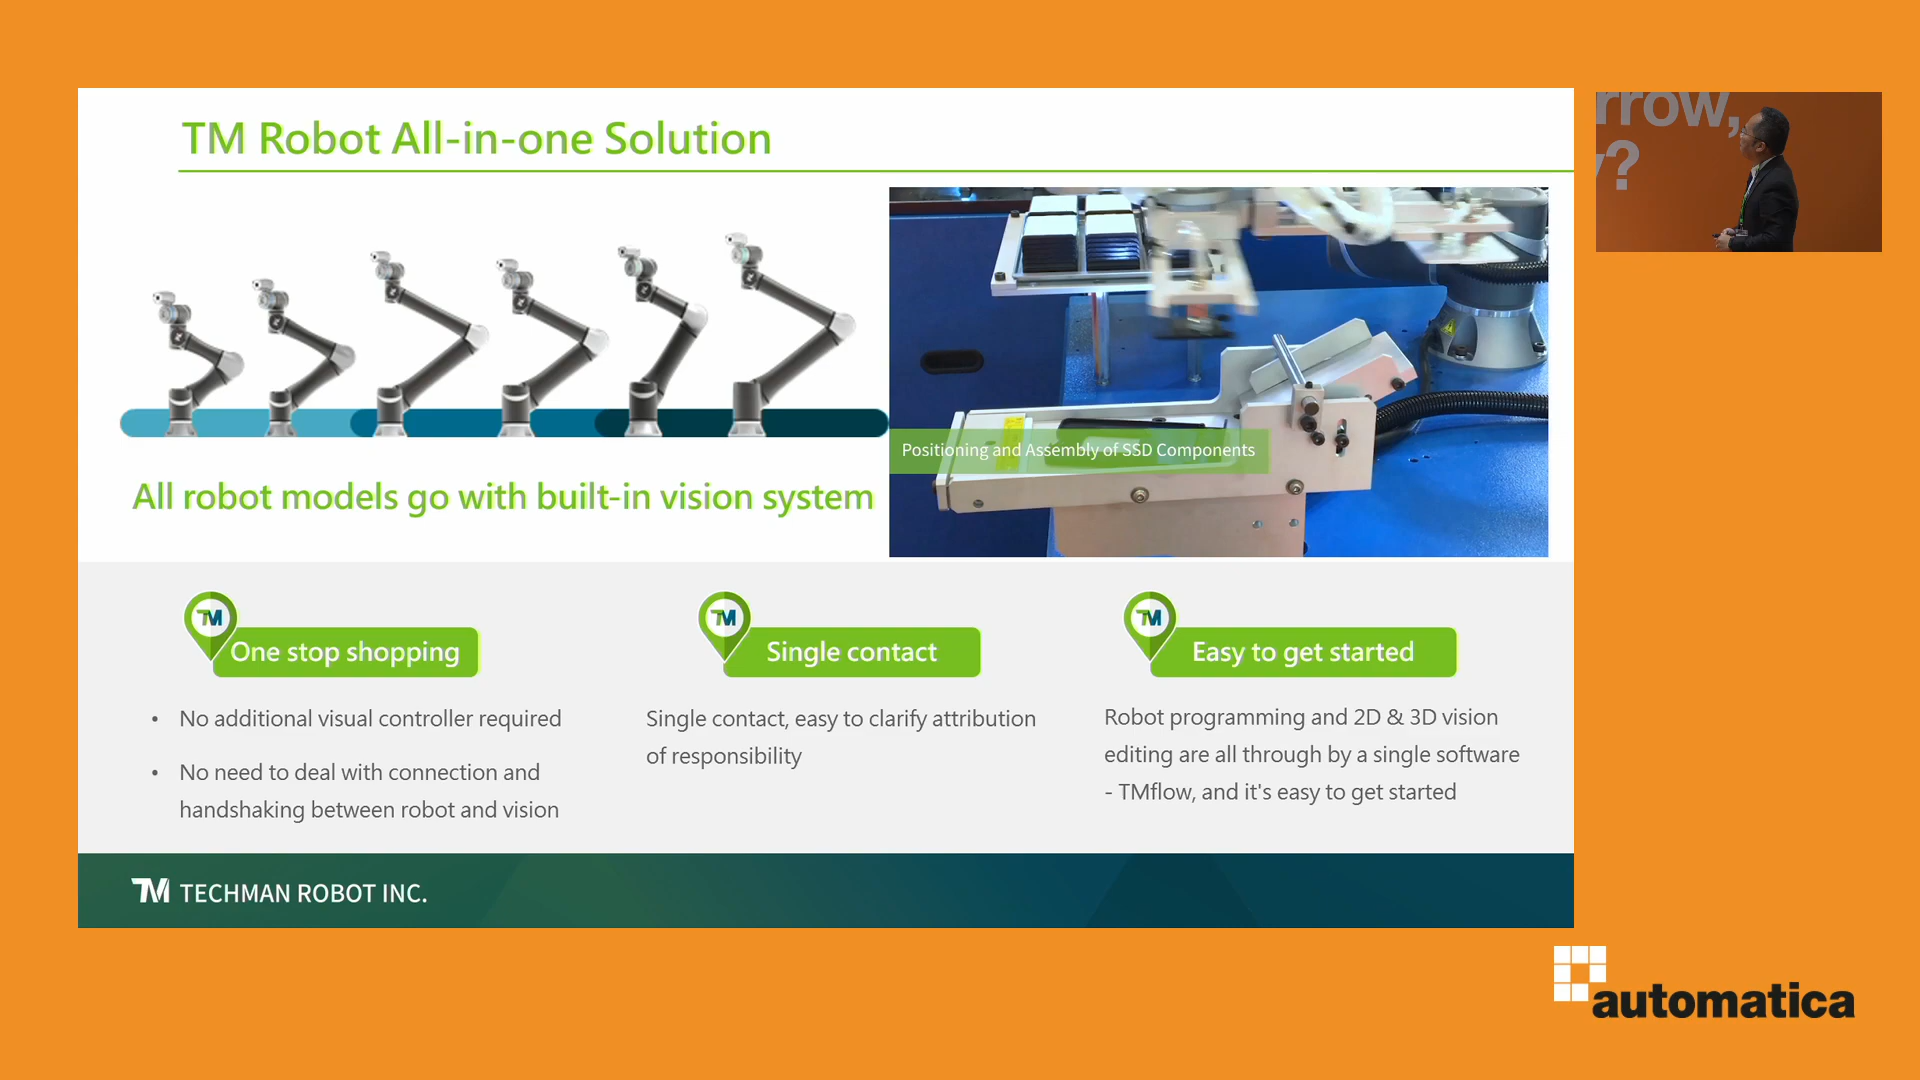 TM Robot All-in-one Solution
rrow,
y?
Positioning and Assembly of SSD Components
All robot models go with built-in vision system
TM
One stop shopping
TM
Single contact
TM
Easy to get started
• No additional visual controller required
• No need to deal with connection and
handshaking between robot and vision
Single contact, easy to clarify attribution
of responsibility
Robot programming and 2D & 3D vision
editing are all through by a single software
- TMflow, and it's easy to get started
TM TECHMAN ROBOT INC.
automatica